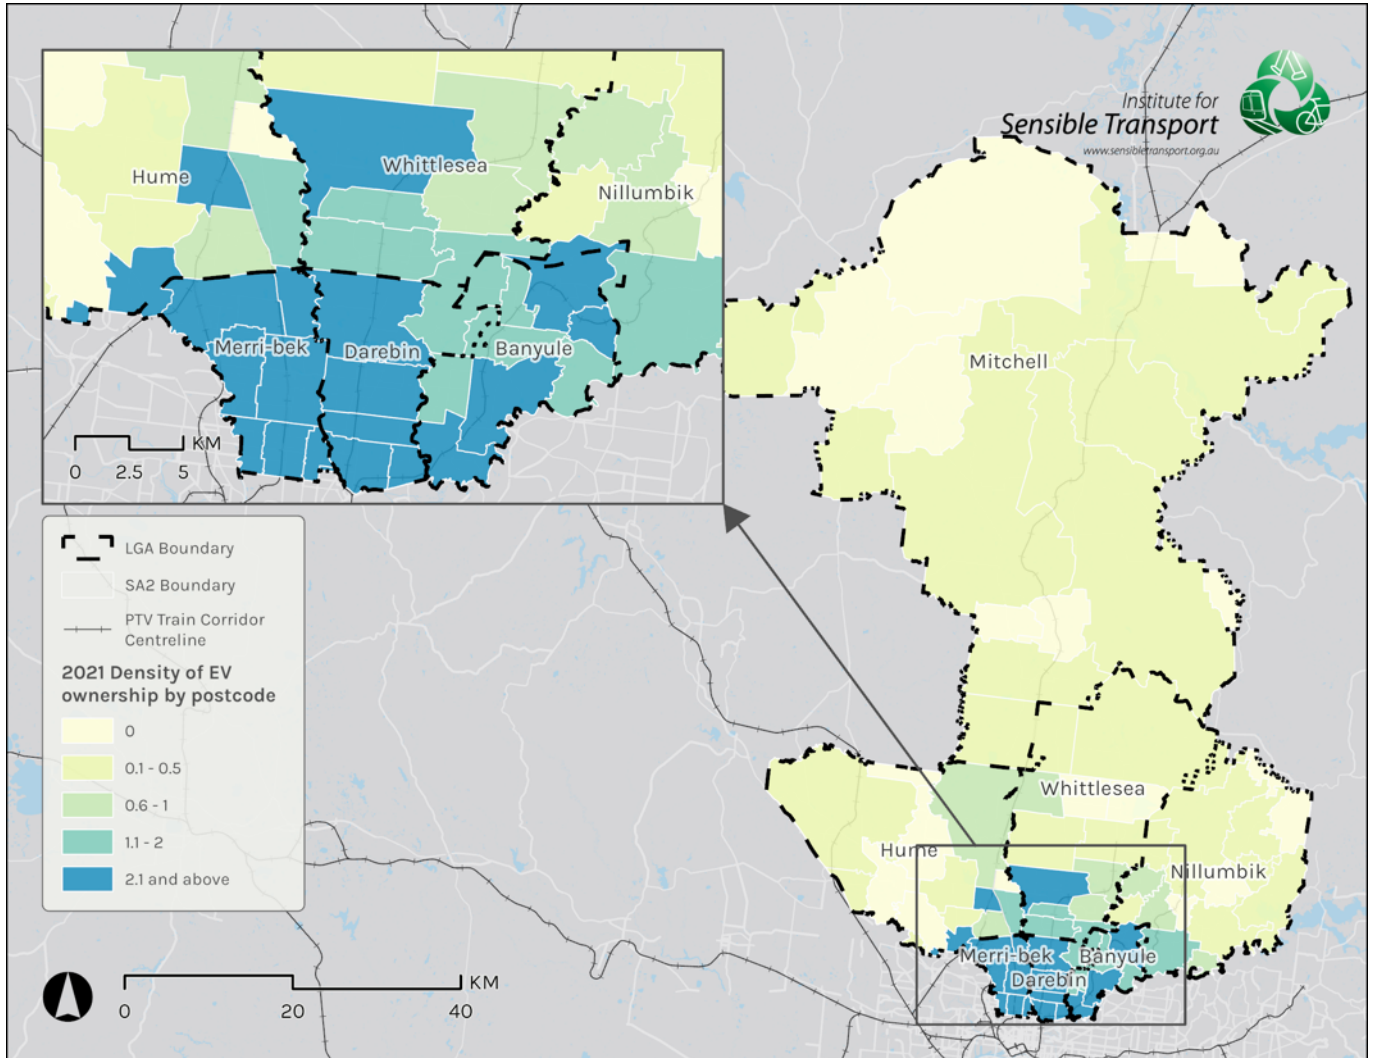 Institute for
Sensible Transport
www.sensibletransport.org.au
Whittlesea
Hume
Nillumbik
Merri-bek
Darebin
Banyule
KM
0 2.5 5
Mitchell
LGA Boundary
SA2 Boundary
PTV Train Corridor
Centreline
2021 Density of EV
ownership by postcode
0
0.1 - 0.5
0.6 - 1
1.1 - 2
2.1 and above
Whittlesea
Hume
Nillumbik
Merri-bek
Banyule
Darebin
KM
0 20 40